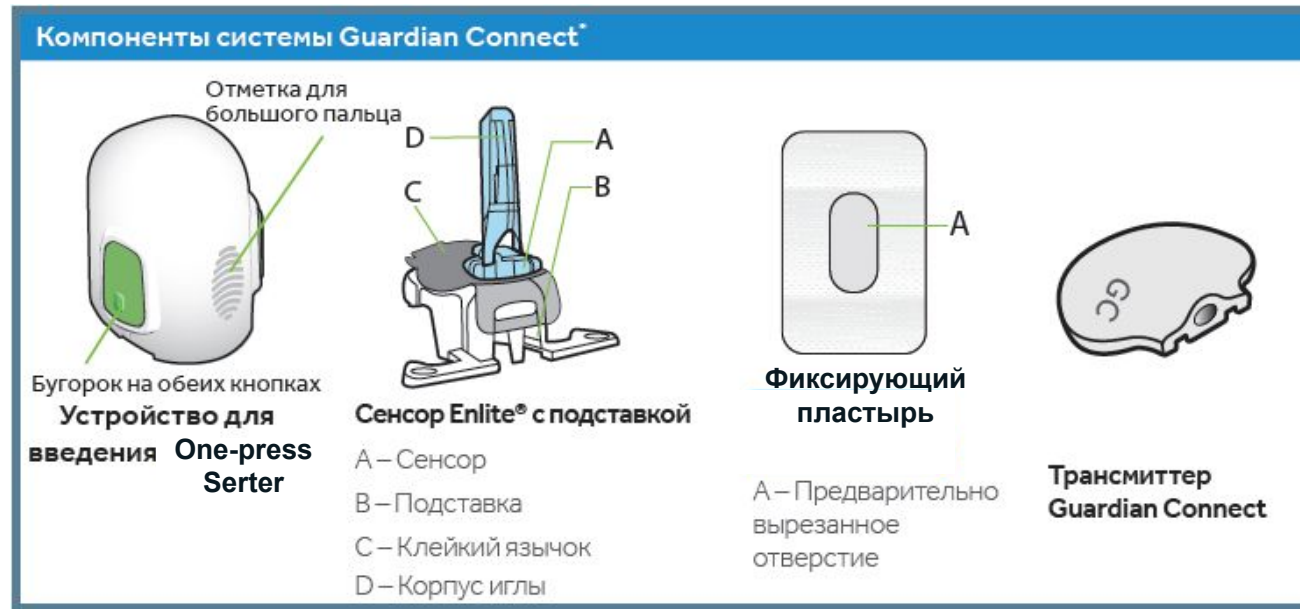 Компоненты системы Guardian Connect*
Отметка для
большого пальца
Бугорок на обеих кнопках
Устройство для
введения One-press
Serter
D
A
C
B
Сенсор Enlite® с подставкой
A – Сенсор
B – Подставка
C – Клейкий язычок
D – Корпус иглы
A
Фиксирующий
пластырь
A – Предварительно
вырезанное
отверстие
GC
Трансмиттер
Guardian Connect